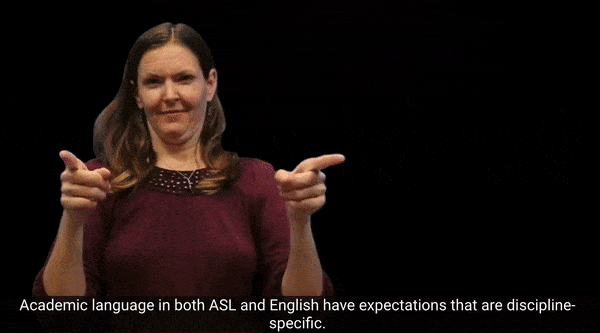 Academic language in both ASL and English have expectations that are discipline-
specific.